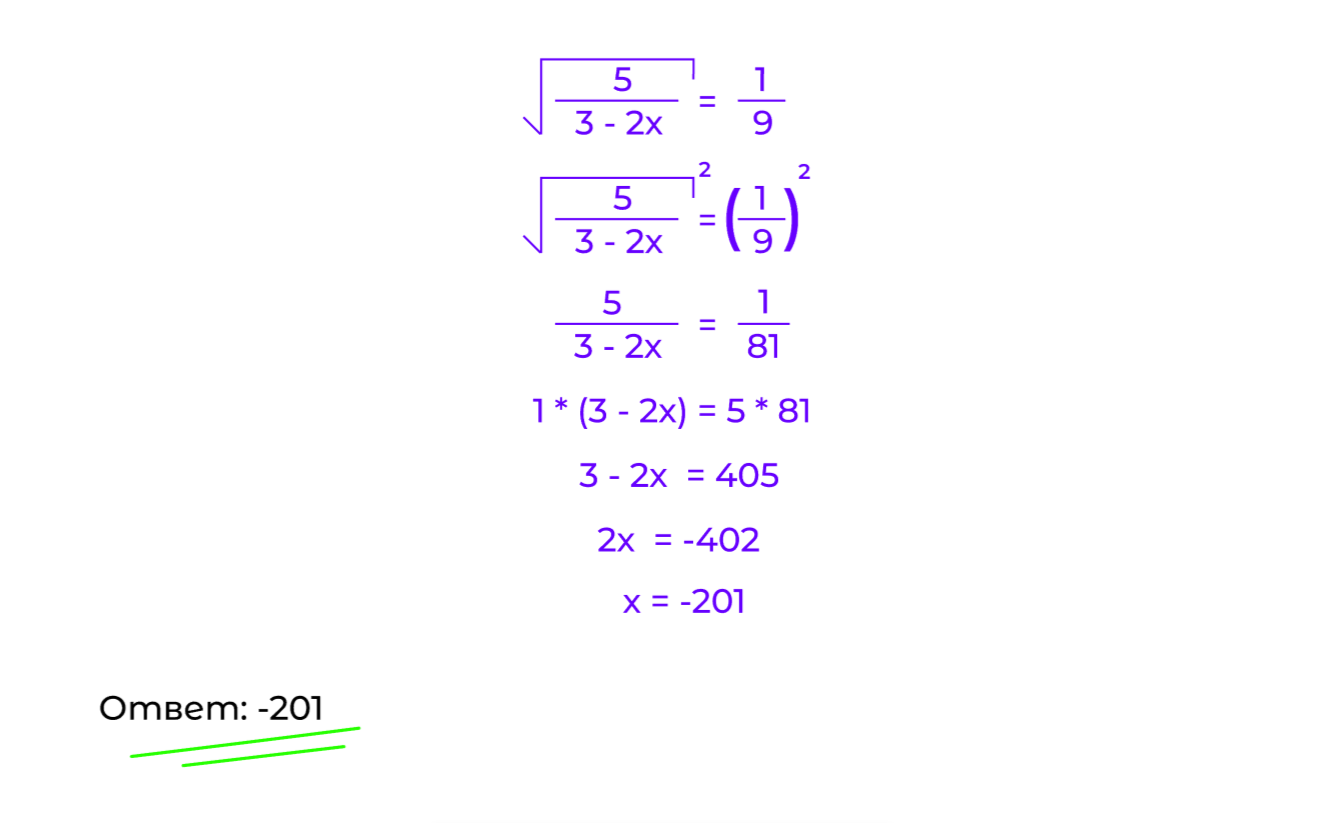 √(5/(3 - 2x)) = 1/9
√(5/(3 - 2x))² = (1/9)²
5/(3 - 2x) = 1/81
1 * (3 - 2x) = 5 * 81
3 - 2x = 405
2x = -402
x = -201
Ответ: -201